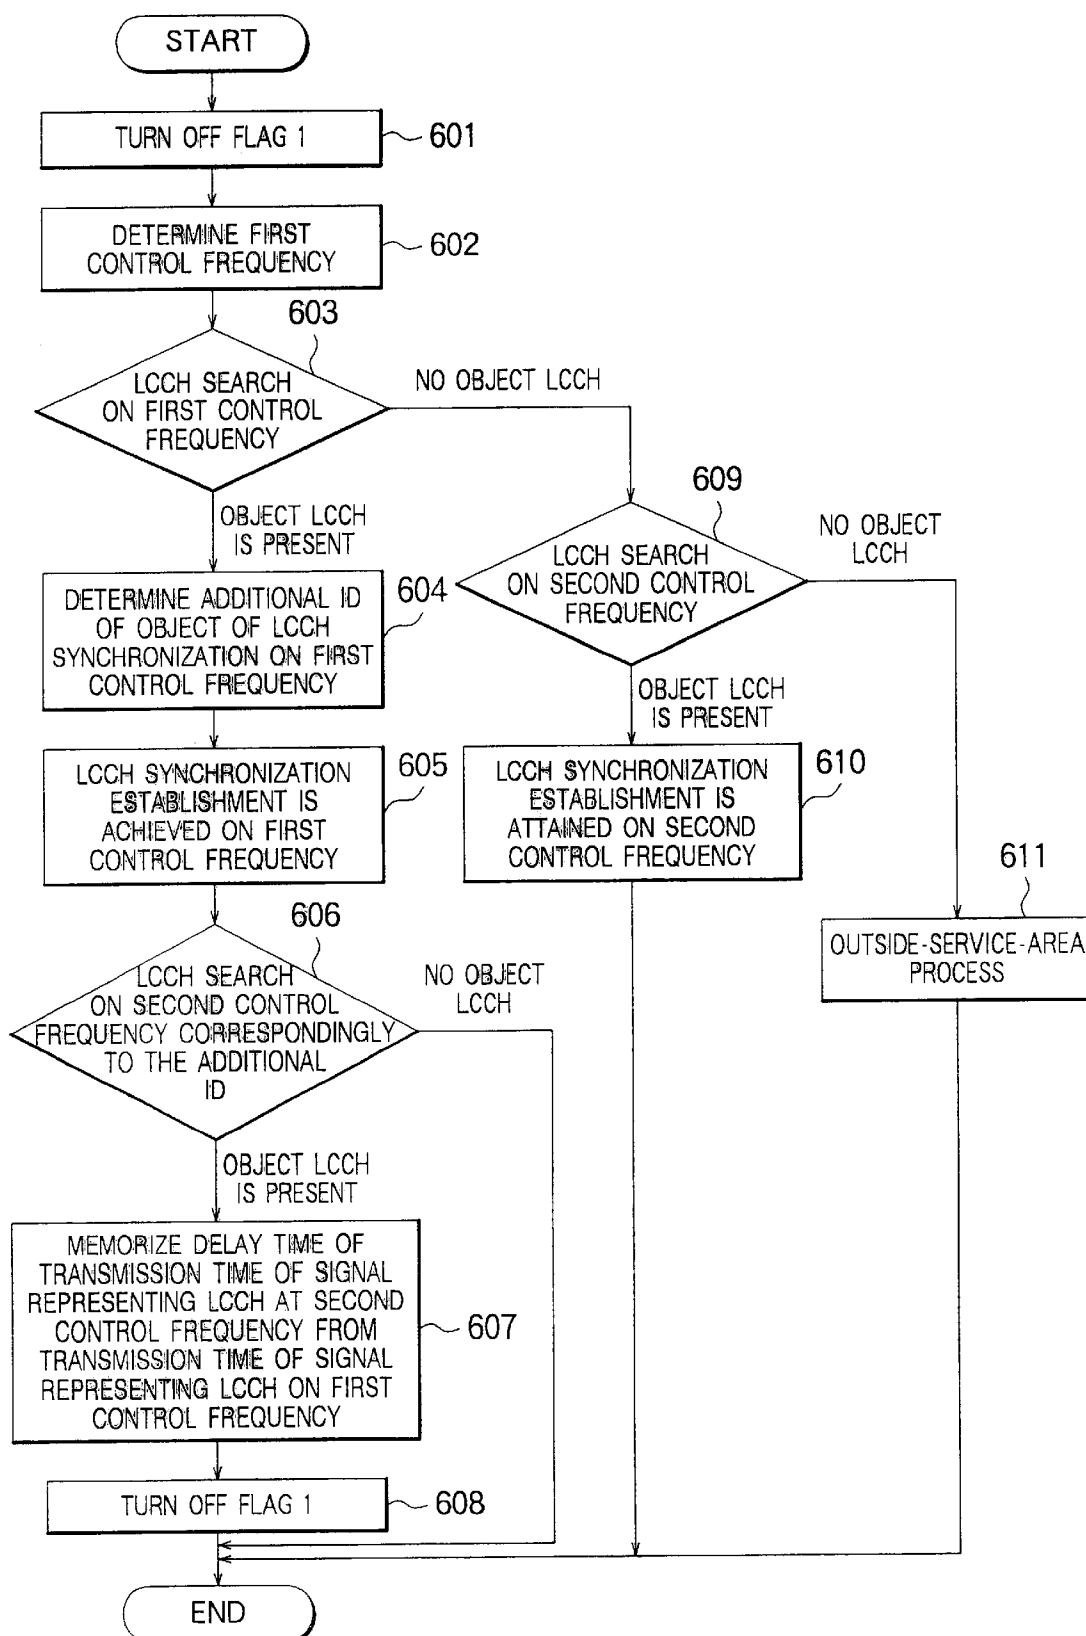 START
TURN OFF FLAG 1
601
DETERMINE FIRST
CONTROL FREQUENCY
602
603
LCCH SEARCH
ON FIRST CONTROL
FREQUENCY
NO OBJECT LCCH
OBJECT LCCH
IS PRESENT
609
LCCH SEARCH
ON SECOND CONTROL
FREQUENCY
NO OBJECT
LCCH
DETERMINE ADDITIONAL ID
OF OBJECT OF LCCH
SYNCHRONIZATION ON FIRST
CONTROL FREQUENCY
604
OBJECT LCCH
IS PRESENT
LCCH SYNCHRONIZATION
ESTABLISHMENT IS
ACHIEVED ON FIRST
CONTROL FREQUENCY
605
LCCH SYNCHRONIZATION
ESTABLISHMENT IS
ATTAINED ON SECOND
CONTROL FREQUENCY
610
611
OUTSIDE-SERVICE-AREA
PROCESS
606
LCCH SEARCH
ON SECOND CONTROL
FREQUENCY CORRESPONDINGLY
TO THE ADDITIONAL
ID
NO OBJECT
LCCH
OBJECT LCCH
IS PRESENT
MEMORIZE DELAY TIME OF
TRANSMISSION TIME OF SIGNAL
REPRESENTING LCCH AT SECOND
CONTROL FREQUENCY FROM
TRANSMISSION TIME OF SIGNAL
REPRESENTING LCCH ON FIRST
CONTROL FREQUENCY
607
TURN OFF FLAG 1
608
END